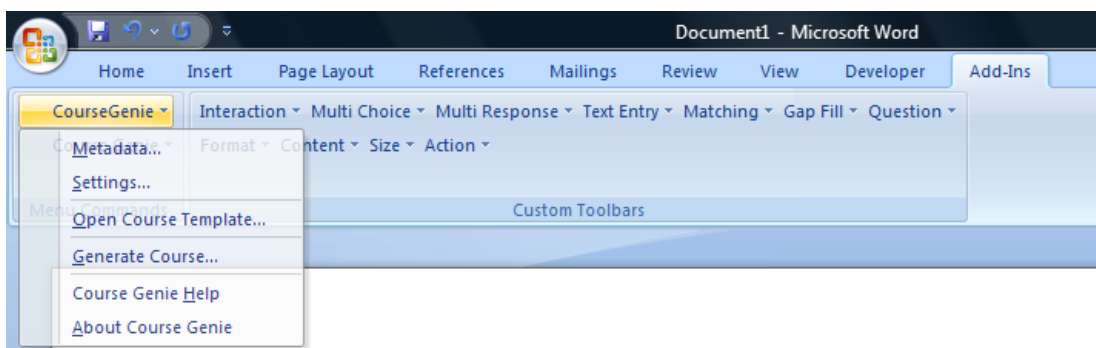 Document1 - Microsoft Word
Home Insert Page Layout References Mailings Review View Developer Add-Ins
CourseGenie Interaction Multi Choice Multi Response Text Entry Matching Gap Fill Question
Format Content Size Action
Metadata...
Settings...
Menu Commands Custom Toolbars
Open Course Template...
Generate Course...
Course Genie Help
About Course Genie